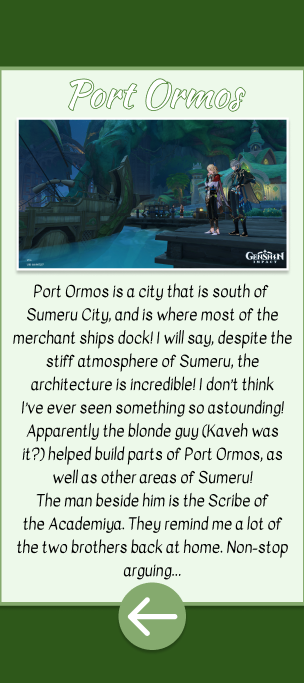 Port Ormos
GENSHIN
IMPACT
Port Ormos is a city that is south of
Sumeru City, and is where most of the
merchant ships dock! I will say, despite the
stiff atmosphere of Sumeru, the
architecture is incredible! I don't think
I've ever seen something so astounding!
Apparently the blonde guy (Kaveh was
it?) helped build parts of Port Ormos, as
well as other areas of Sumeru!
The man beside him is the Scribe of
the Academiya. They remind me a lot of
the two brothers back at home. Non-stop
arguing...